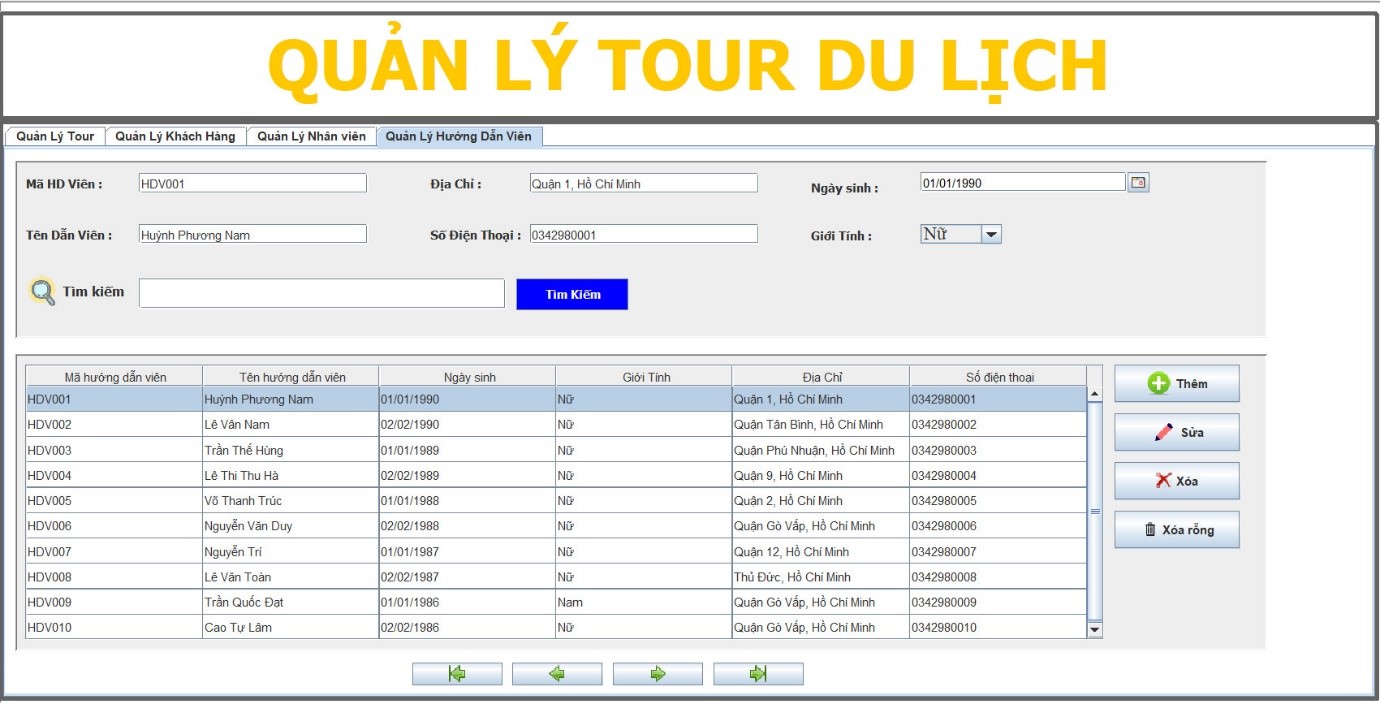 QUẢN LÝ TOUR DU LỊCH
Quản Lý Tour Quản Lý Khách Hàng Quản Lý Nhân viên Quản Lý Hướng Dẫn Viên
Mã HD Viên : HDV001 Địa Chỉ : Quận 1, Hồ Chí Minh Ngày sinh : 01/01/1990
Tên Dẫn Viên : Huỳnh Phương Nam Số Điện Thoại : 0342980001 Giới Tính : Nữ
Tìm kiếm Tìm Kiếm
Mã hướng dẫn viên Tên hướng dẫn viên Ngày sinh Giới Tính Địa Chỉ Số điện thoại
HDV001 Huỳnh Phương Nam 01/01/1990 Nữ Quận 1, Hồ Chí Minh 0342980001
HDV002 Lê Văn Nam 02/02/1990 Nữ Quận Tân Bình, Hồ Chí Minh 0342980002
HDV003 Trần Thế Hùng 01/01/1989 Nữ Quận Phú Nhuận, Hồ Chí Minh 0342980003
HDV004 Lê Thi Thu Hà 02/02/1989 Nữ Quận 9, Hồ Chí Minh 0342980004
HDV005 Võ Thanh Trúc 01/01/1988 Nữ Quận 2, Hồ Chí Minh 0342980005
HDV006 Nguyễn Văn Duy 02/02/1988 Nữ Quận Gò Vấp, Hồ Chí Minh 0342980006
HDV007 Nguyễn Trí 01/01/1987 Nữ Quận 12, Hồ Chí Minh 0342980007
HDV008 Lê Văn Toàn 02/02/1987 Nữ Thủ Đức, Hồ Chí Minh 0342980008
HDV009 Trần Quốc Đạt 01/01/1986 Nam Quận Gò Vấp, Hồ Chí Minh 0342980009
HDV010 Cao Tự Lâm 02/02/1986 Nữ Quận Gò Vấp, Hồ Chí Minh 0342980010
Thêm
Sửa
Xóa
Xóa rỗng